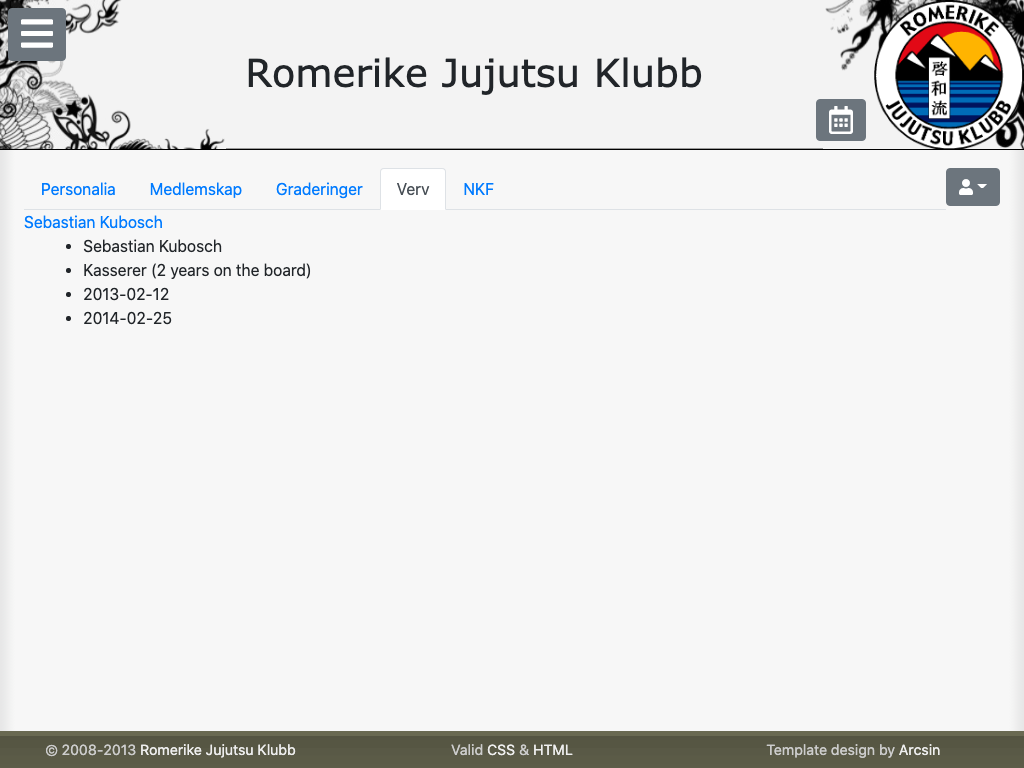 Romerike Jujutsu Klubb
ROMERIKE
啓和流
JUJUTSU KLUBB
Personalia
Medlemskap
Graderinger
Verv
NKF
Sebastian Kubosch
Sebastian Kubosch
Kasserer (2 years on the board)
2013-02-12
2014-02-25
© 2008-2013 Romerike Jujutsu Klubb
Valid CSS & HTML
Template design by Arcsin